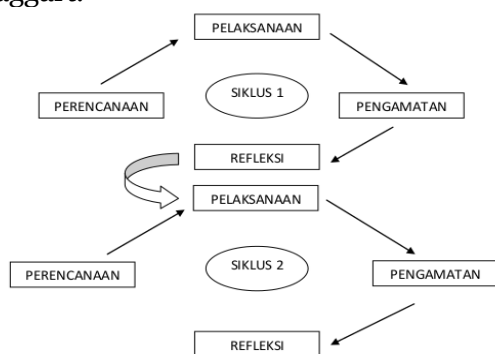 PELAKSANAAN
PERENCANAAN
SIKLUS 1
PENGAMATAN
REFLEKSI
PELAKSANAAN
PERENCANAAN
SIKLUS 2
PENGAMATAN
REFLEKSI